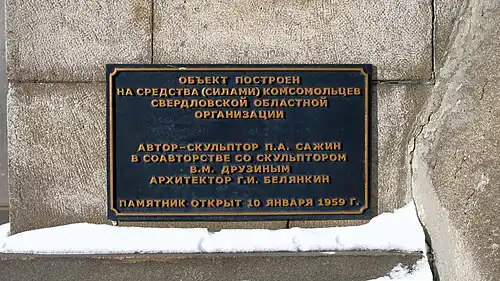 ОБЪЕКТ ПОСТРОЕН
НА СРЕДСТВА (СИЛАМИ) КОМСОМОЛЬЦЕВ
СВЕРДЛОВСКОЙ ОБЛАСТНОЙ
ОРГАНИЗАЦИИ
АВТОР-СКУЛЬПТОР П.А. САЖИН
В СОАВТОРСТВЕ СО СКУЛЬПТОРОМ
В.М. ДРУЗИНЫМ
АРХИТЕКТОР Г.И. БЕЛЯНКИН
ПАМЯТНИК ОТКРЫТ 10 ЯНВАРЯ 1959 Г.